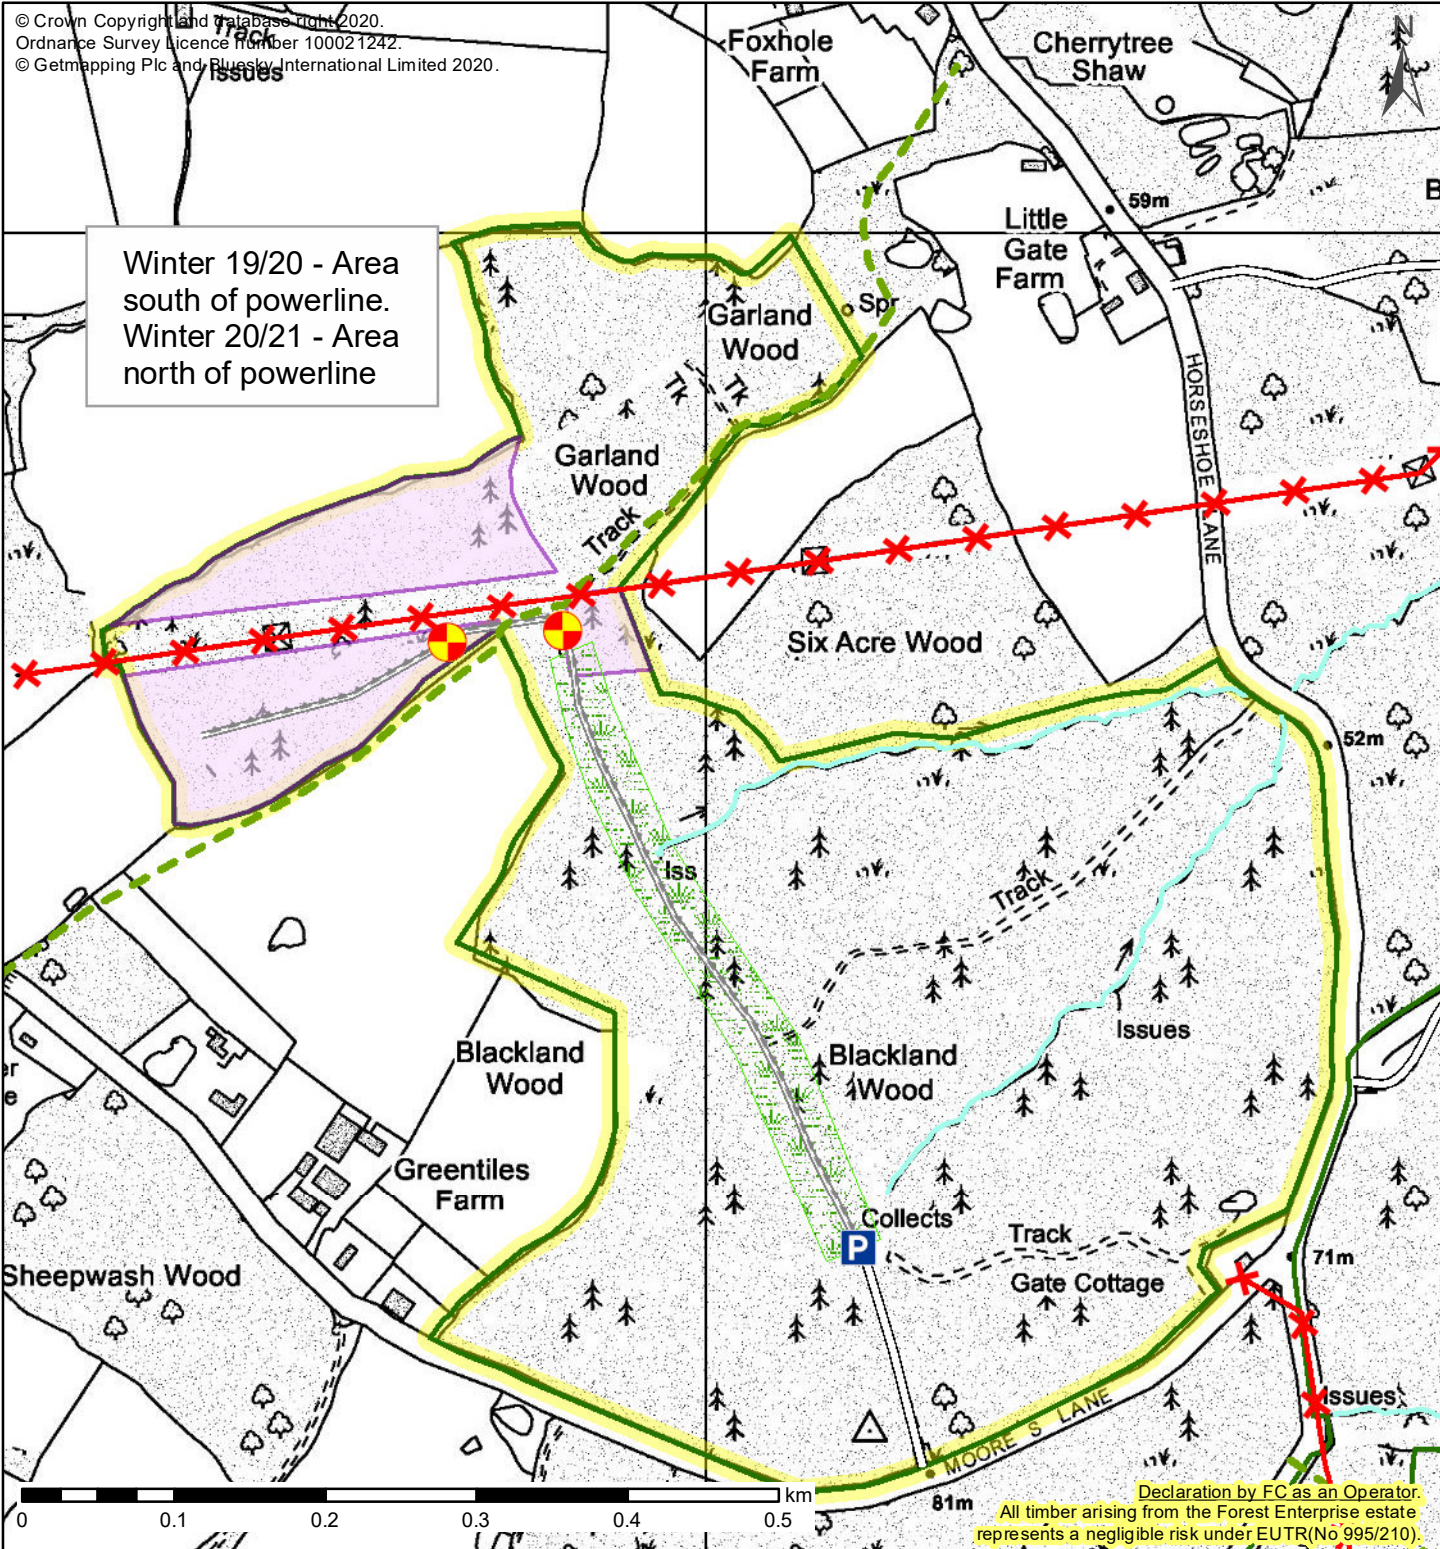 © Crown Copyright and database right 2020.
Ordnance Survey Licence number 100021242.
© Getmapping Plc and Bluesky International Limited 2020.
Track
Issues
Foxhole
Farm
Cherrytree
Shaw
N
59m
B
Little
Gate
Farm
Winter 19/20 - Area
south of powerline.
Winter 20/21 - Area
north of powerline
Spr
Garland
Wood
Tk
Tk
HORSESHOE LANE
Garland
Wood
Track
Six Acre Wood
52m
Iss
Track
Issues
Blackland
Wood
Blackland
Wood
er
e
Greentiles
Farm
Collects
P
Track
71m
Gate Cottage
Sheepwash Wood
Issues
MOORE S LANE
81m
km
0
0.1
0.2
0.3
0.4
0.5
Declaration by FC as an Operator.
All timber arising from the Forest Enterprise estate
represents a negligible risk under EUTR(No 995/210).